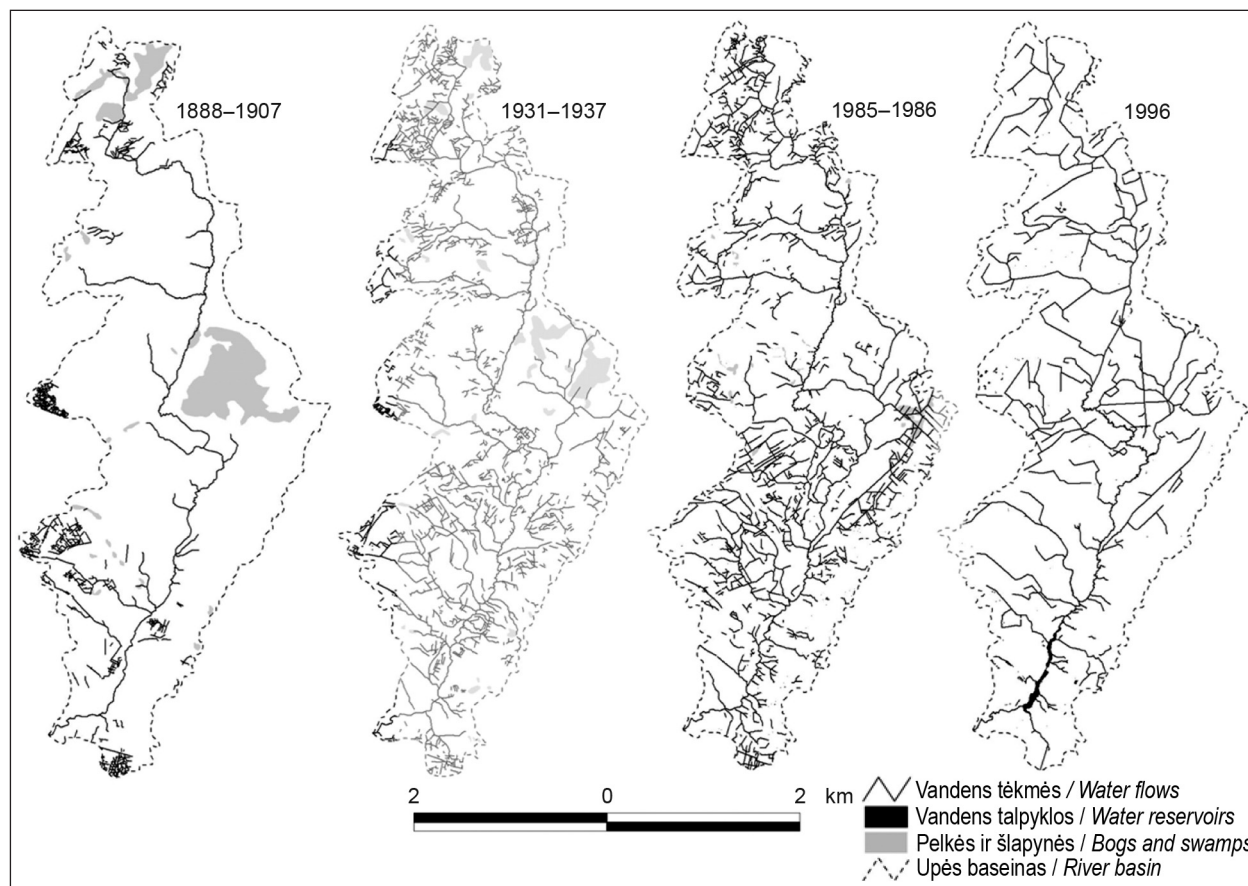 1888–1907
1931–1937
1985–1986
1996
2 0 2 km
Vandens tėkmės / Water flows
Vandens talpyklos / Water reservoirs
Pelkės ir šlapynės / Bogs and swamps
Upės baseinas / River basin